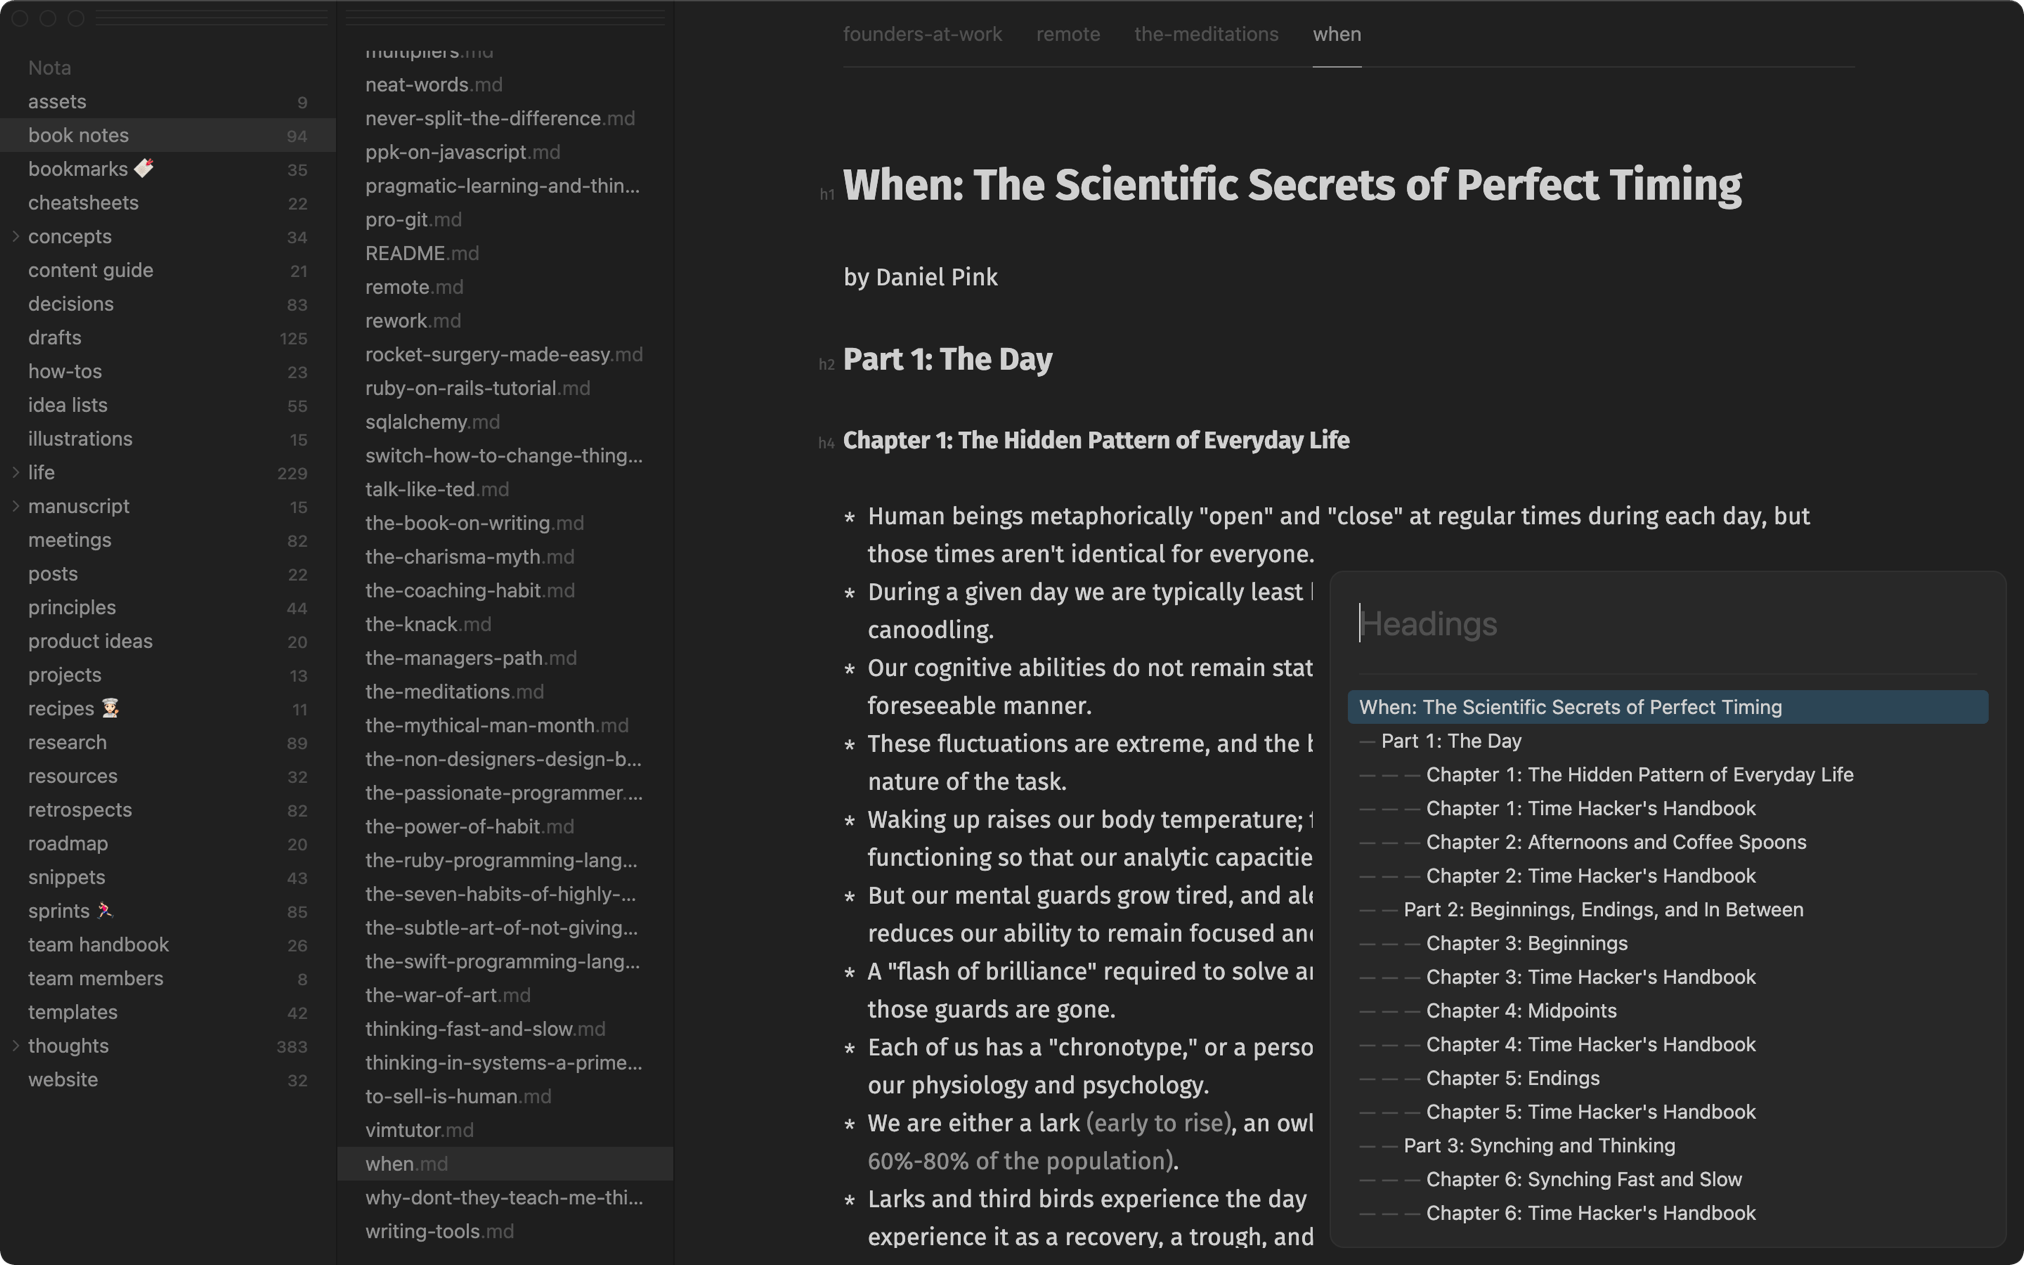 Nota
assets 9
book notes 94
bookmarks 35
cheatsheets 22
concepts 34
content guide 21
decisions 83
drafts 125
how-tos 23
idea lists 55
illustrations 15
life 229
manuscript 15
meetings 82
posts 22
principles 44
product ideas 20
projects 13
recipes 11
research 89
resources 32
retrospects 82
roadmap 20
snippets 43
sprints 85
team handbook 26
team members 8
templates 42
thoughts 383
website 32
multipliers.md
neat-words.md
never-split-the-difference.md
ppk-on-javascript.md
pragmatic-learning-and-thin...
pro-git.md
README.md
remote.md
rework.md
rocket-surgery-made-easy.md
ruby-on-rails-tutorial.md
sqlalchemy.md
switch-how-to-change-thing...
talk-like-ted.md
the-book-on-writing.md
the-charisma-myth.md
the-coaching-habit.md
the-knack.md
the-managers-path.md
the-meditations.md
the-mythical-man-month.md
the-non-designers-design-b...
the-passionate-programmer....
the-power-of-habit.md
the-ruby-programming-lang...
the-seven-habits-of-highly-...
the-subtle-art-of-not-giving...
the-swift-programming-lang...
the-war-of-art.md
thinking-fast-and-slow.md
thinking-in-systems-a-prime...
to-sell-is-human.md
vimtutor.md
when.md
why-dont-they-teach-me-thi...
writing-tools.md
founders-at-work remote the-meditations when
h1 When: The Scientific Secrets of Perfect Timing
by Daniel Pink
h2 Part 1: The Day
h4 Chapter 1: The Hidden Pattern of Everyday Life
* Human beings metaphorically "open" and "close" at regular times during each day, but
those times aren't identical for everyone.
* During a given day we are typically least
canoodling.
* Our cognitive abilities do not remain stat
foreseeable manner.
* These fluctuations are extreme, and the b
nature of the task.
* Waking up raises our body temperature;
functioning so that our analytic capacitie
* But our mental guards grow tired, and ale
reduces our ability to remain focused and
* A "flash of brilliance" required to solve an
those guards are gone.
* Each of us has a "chronotype," or a perso
our physiology and psychology.
* We are either a lark (early to rise), an owl
60%-80% of the population).
* Larks and third birds experience the day
experience it as a recovery, a trough, and
Headings
When: The Scientific Secrets of Perfect Timing
— Part 1: The Day
— — — Chapter 1: The Hidden Pattern of Everyday Life
— — — Chapter 1: Time Hacker's Handbook
— — — Chapter 2: Afternoons and Coffee Spoons
— — — Chapter 2: Time Hacker's Handbook
— — Part 2: Beginnings, Endings, and In Between
— — — Chapter 3: Beginnings
— — — Chapter 3: Time Hacker's Handbook
— — — Chapter 4: Midpoints
— — — Chapter 4: Time Hacker's Handbook
— — — Chapter 5: Endings
— — — Chapter 5: Time Hacker's Handbook
— — Part 3: Synching and Thinking
— — — Chapter 6: Synching Fast and Slow
— — — Chapter 6: Time Hacker's Handbook